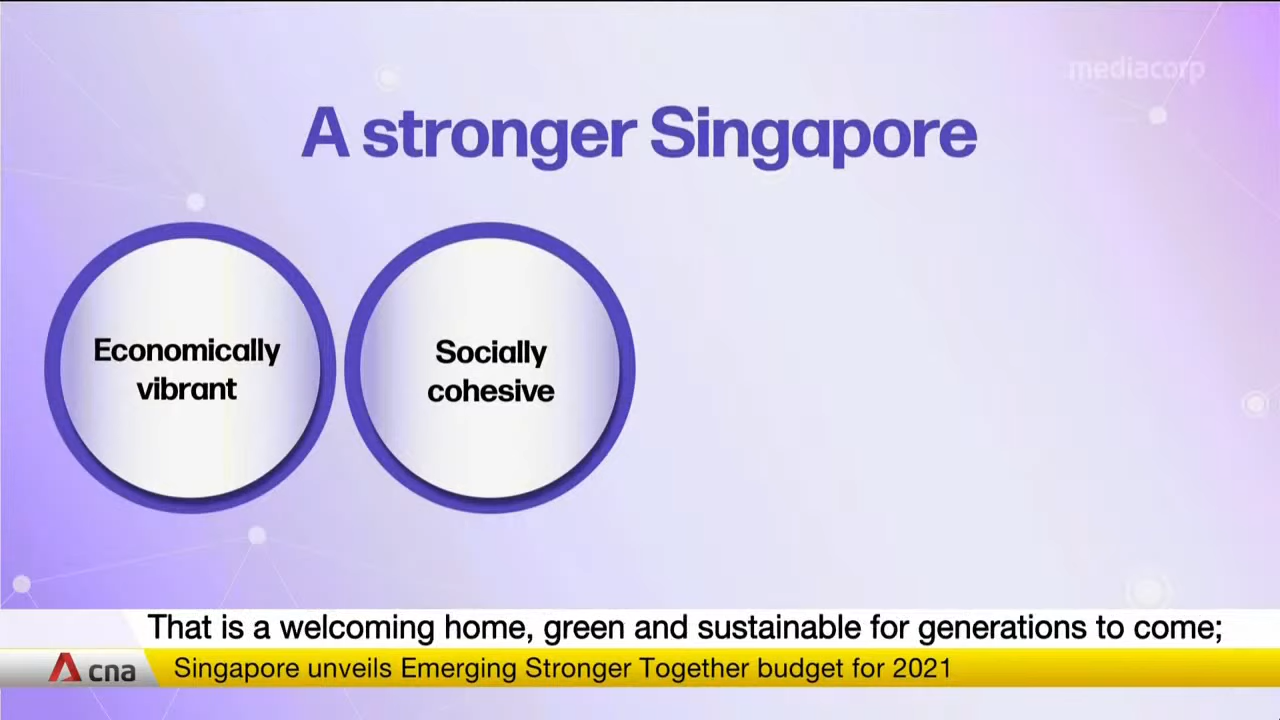 mediacorp
A stronger Singapore
Economically
vibrant
Socially
cohesive
That is a welcoming home, green and sustainable for generations to come;
cna
Singapore unveils Emerging Stronger Together budget for 2021